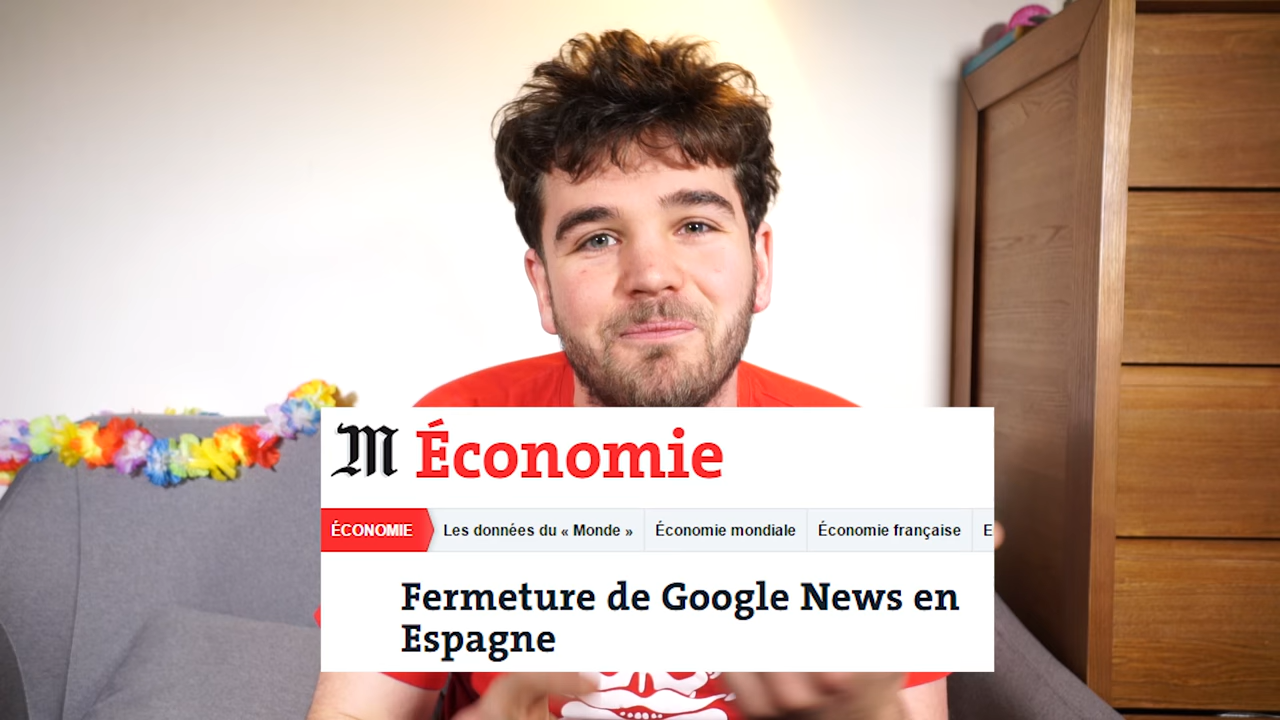 M Économie
ÉCONOMIE Les données du « Monde » Économie mondiale Économie française E
Fermeture de Google News en
Espagne